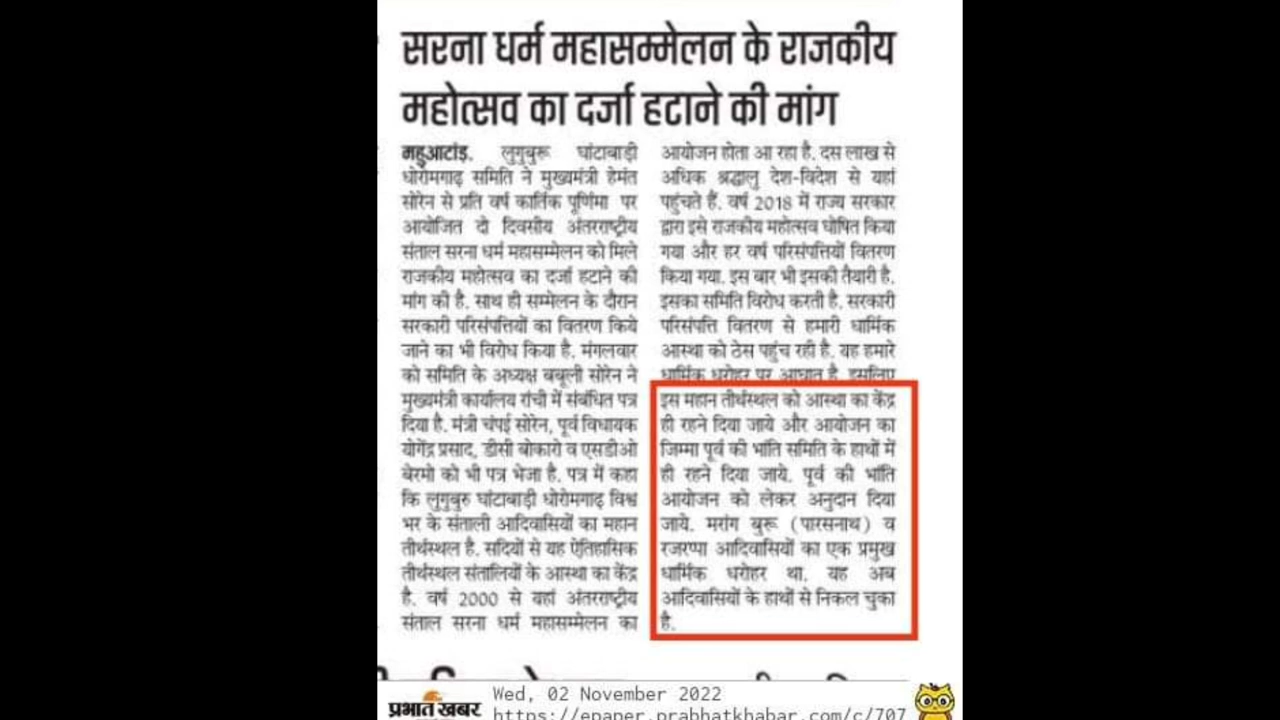 सरना धर्म महासम्मेलन के राजकीय
महोत्सव का दर्जा हटाने की मांग
महुआटांड़. लुगुबुरू घांटाबाड़ी
धोरोमगाढ़ समिति ने मुख्यमंत्री हेमंत
सोरेन से प्रति वर्ष कार्तिक पूर्णिमा पर
आयोजित दो दिवसीय अंतरराष्ट्रीय
संताल सरना धर्म महासम्मेलन को मिले
राजकीय महोत्सव का दर्जा हटाने की
मांग की है. साथ ही सम्मेलन के दौरान
सरकारी परिसंपत्तियों का वितरण किये
जाने का भी विरोध किया है. मंगलवार
को समिति के अध्यक्ष बबूली सोरेन ने
मुख्यमंत्री कार्यालय रांची में संबंधित पत्र
दिया है. मंत्री चंपई सोरेन, पूर्व विधायक
योगेंद्र प्रसाद, डीसी बोकारो व एसडीओ
बेरमो को भी पत्र भेजा है. पत्र में कहा
कि लुगुबुरु घांटाबाड़ी धोरोमगाढ़ विश्व
भर के संताली आदिवासियों का महान
तीर्थस्थल है. सदियों से यह ऐतिहासिक
तीर्थस्थल संतालियों के आस्था का केंद्र
है. वर्ष 2000 से यहां अंतरराष्ट्रीय
संताल सरना धर्म महासम्मेलन का
आयोजन होता आ रहा है. दस लाख से
अधिक श्रद्धालु देश-विदेश से यहां
पहुंचते हैं. वर्ष 2018 में राज्य सरकार
द्वारा इसे राजकीय महोत्सव घोषित किया
गया और हर वर्ष परिसंपत्तियों वितरण
किया गया. इस बार भी इसकी तैयारी है.
इसका समिति विरोध करती है. सरकारी
परिसंपत्ति वितरण से हमारी धार्मिक
आस्था को ठेस पहुंच रही है. यह हमारे
धार्मिक धरोहर पर आघात है. इसलिए
इस महान तीर्थस्थल को आस्था का केंद्र
ही रहने दिया जाये और आयोजन का
जिम्मा पूर्व की भांति समिति के हाथों में
ही रहने दिया जाये. पूर्व की भांति
आयोजन को लेकर अनुदान दिया
जाये. मरांग बुरू (पारसनाथ) व
रजरप्पा आदिवासियों का एक प्रमुख
धार्मिक धरोहर था. यह अब
आदिवासियों के हाथों से निकल चुका
है.
प्रभात खबर
Wed, 02 November 2022
https://epaper.prabhatkhabar.com/c/707